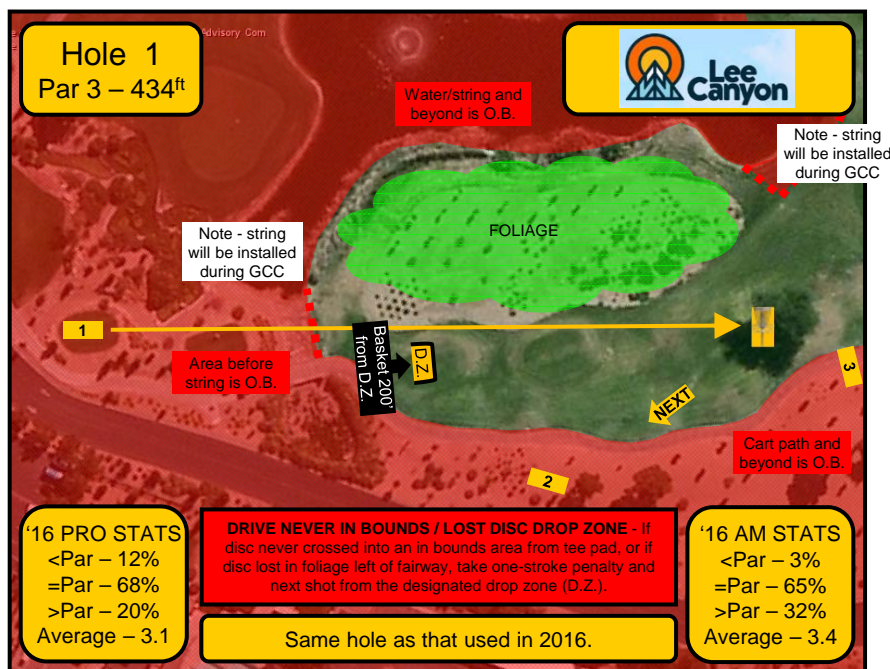 Hole 1
Par 3 – 434ft
Advisory Com
Lee
Canyon
Water/string and
beyond is O.B.
Note - string
will be installed
during GCC
FOLIAGE
Note - string
will be installed
during GCC
1
Area before
string is O.B.
Basket 200'
from D.Z.
D.Z.
3
NEXT
Cart path and
beyond is O.B.
2
‘16 PRO STATS
<Par – 12%
=Par – 68%
>Par – 20%
Average – 3.1
DRIVE NEVER IN BOUNDS / LOST DISC DROP ZONE - If
disc never crossed into an in bounds area from tee pad, or if
disc lost in foliage left of fairway, take one-stroke penalty and
next shot from the designated drop zone (D.Z.).
Same hole as that used in 2016.
‘16 AM STATS
<Par – 3%
=Par – 65%
>Par – 32%
Average – 3.4